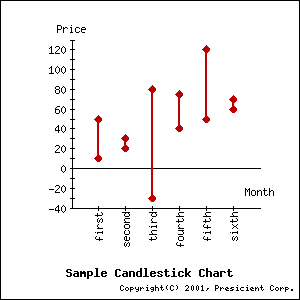 Price
120
100
80
60
40
20
0
-20
-40
Month
first
second
third
fourth
fifth
sixth
Sample Candlestick Chart
Copyright(C) 2001, Presicient Corp.